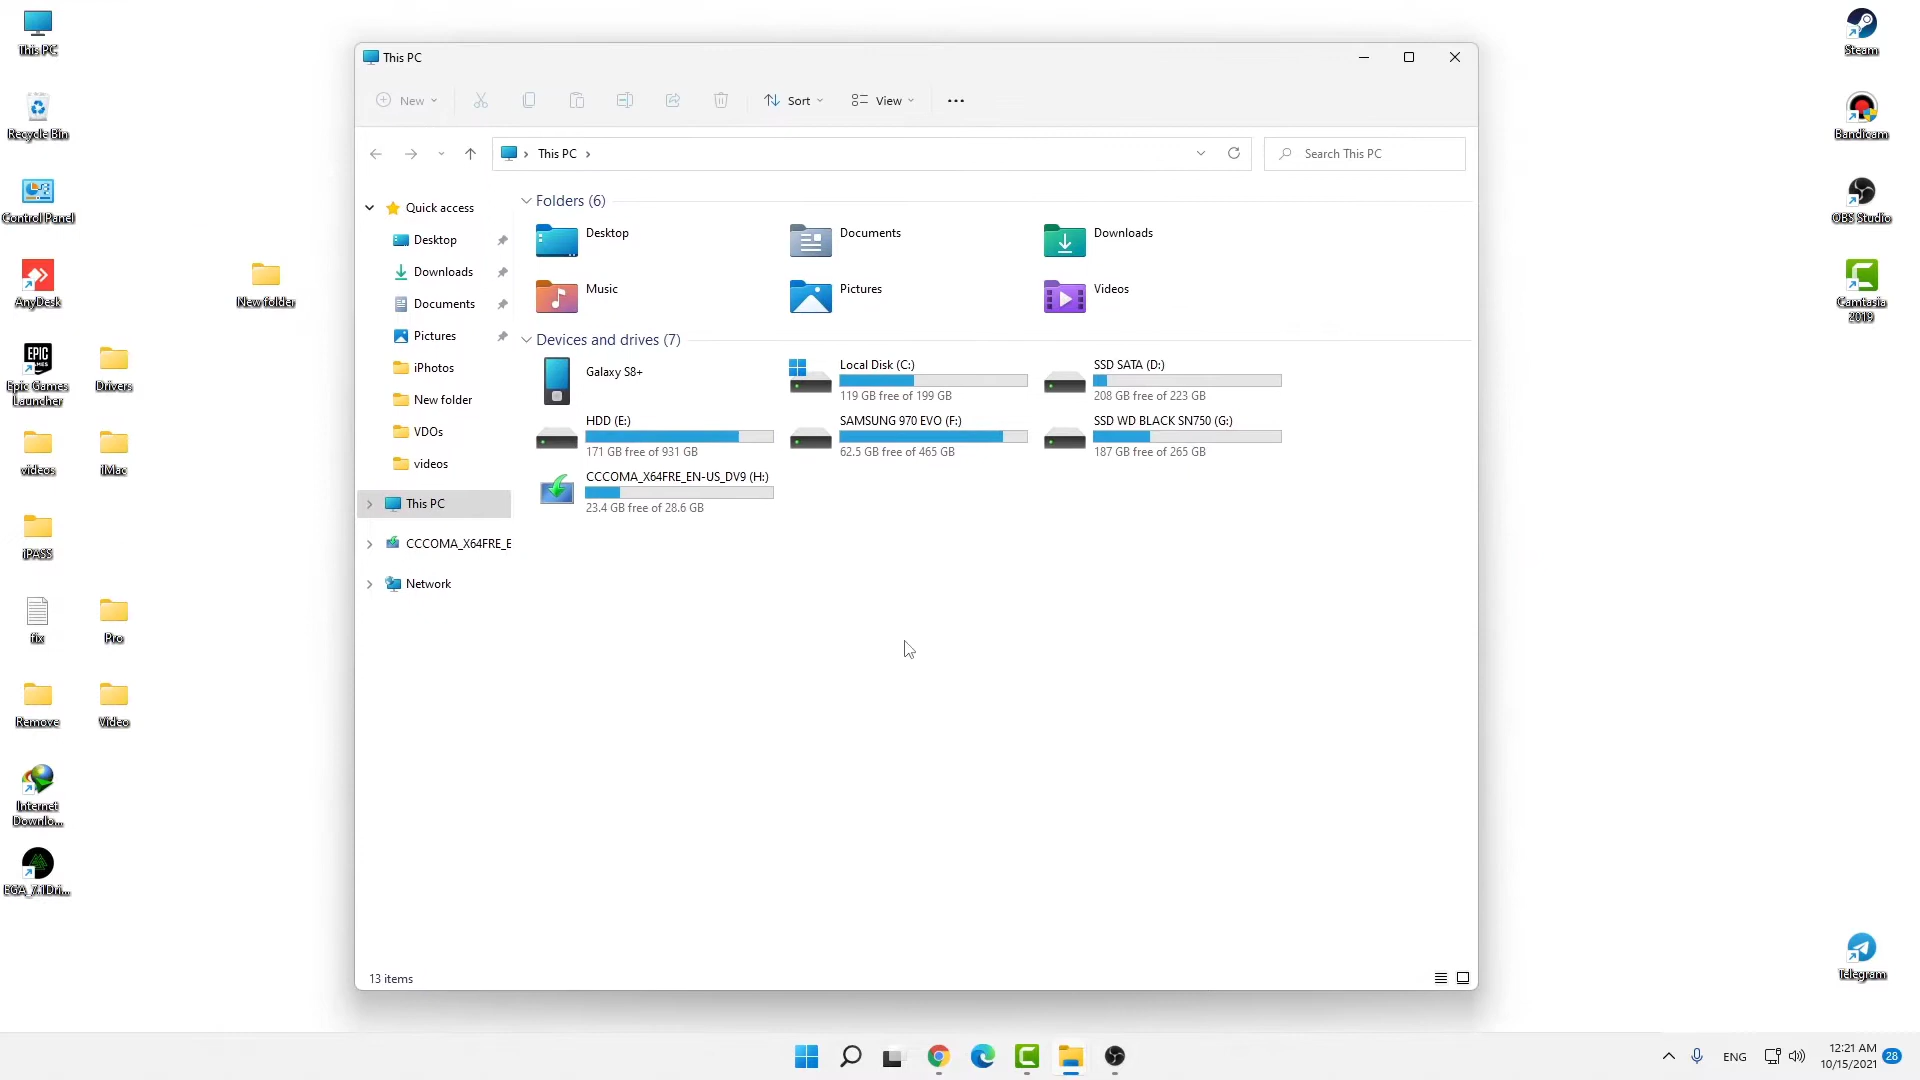 This PC
Recycle Bin
Control Panel
AnyDesk
New folder
EPIC
GAMES
Epic Games
Launcher
Drivers
videos
iMac
iPASS
fix
Pro
Remove
Video
Internet
Downlo...
EGA_7.1Dri...
This PC
New
Sort
View
This PC
Search This PC
Quick access
Desktop
Downloads
Documents
Pictures
iPhotos
New folder
VDOs
videos
This PC
CCCOMA_X64FRE_E
Network
Folders (6)
Desktop
Documents
Downloads
Music
Pictures
Videos
Devices and drives (7)
Galaxy S8+
Local Disk (C:)
119 GB free of 199 GB
SSD SATA (D:)
208 GB free of 223 GB
HDD (E:)
171 GB free of 931 GB
SAMSUNG 970 EVO (F:)
62.5 GB free of 465 GB
SSD WD BLACK SN750 (G:)
187 GB free of 265 GB
CCCOMA_X64FRE_EN-US_DV9 (H:)
23.4 GB free of 28.6 GB
13 items
Steam
Bandicam
OBS Studio
Camtasia
2019
Telegram
ENG
12:21 AM
10/15/2021
28